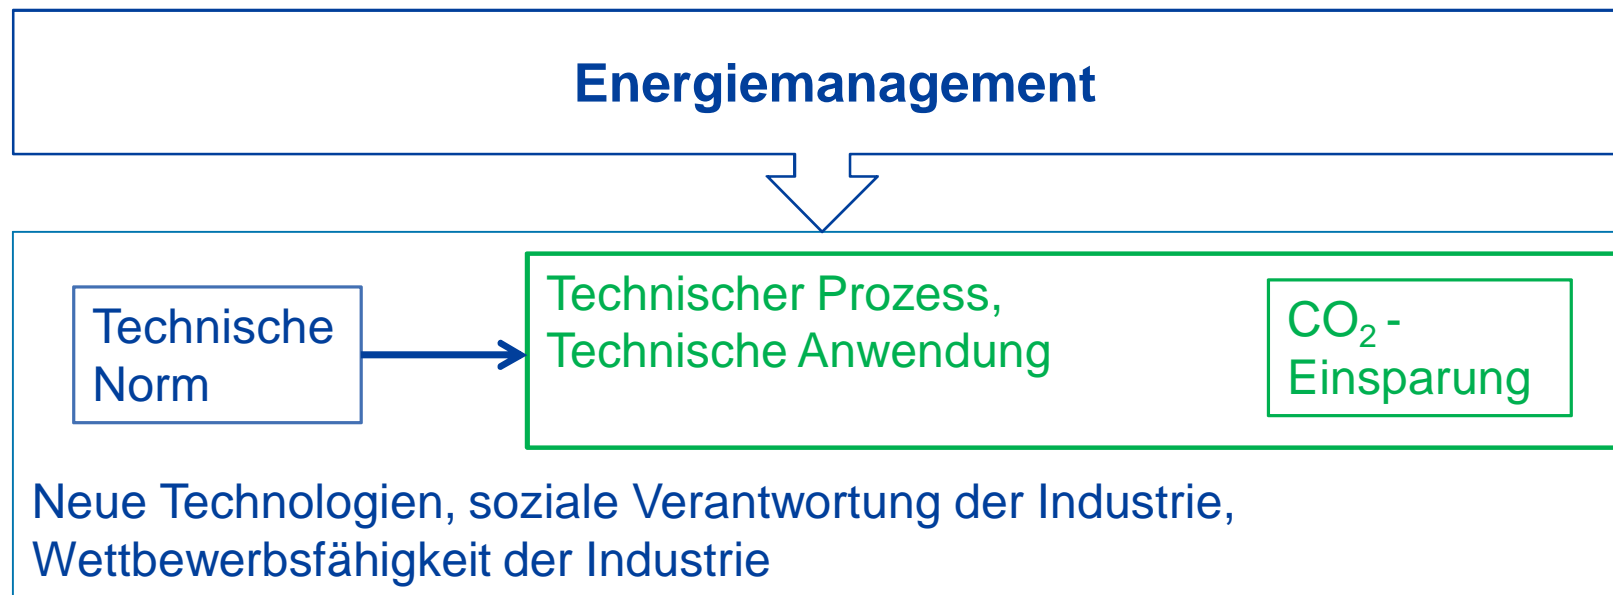 Energiemanagement
Technische
Norm
Technischer Prozess,
Technische Anwendung
CO₂ -
Einsparung
Neue Technologien, soziale Verantwortung der Industrie,
Wettbewerbsfähigkeit der Industrie